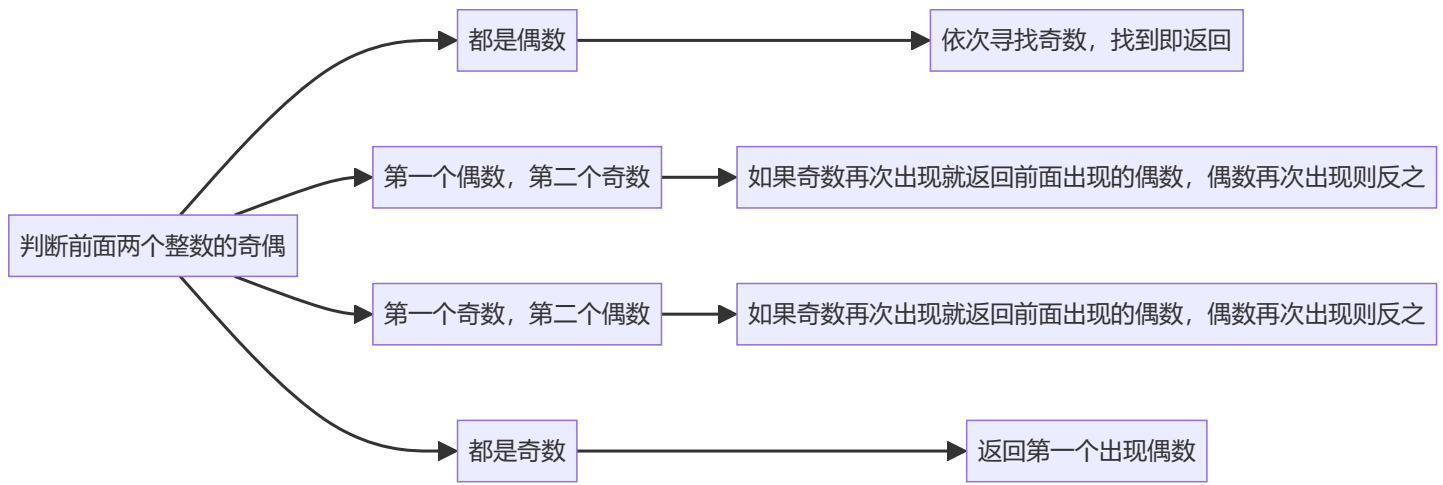 都是偶数
依次寻找奇数，找到即返回
第一个偶数，第二个奇数
如果奇数再次出现就返回前面出现的偶数，偶数再次出现则反之
判断前面两个整数的奇偶
第一个奇数，第二个偶数
如果奇数再次出现就返回前面出现的偶数，偶数再次出现则反之
都是奇数
返回第一个出现偶数